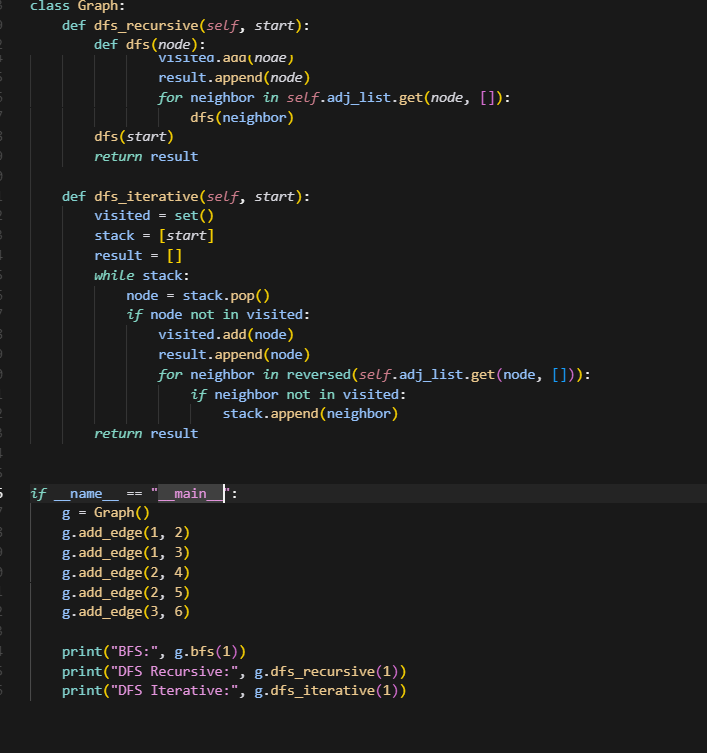 class Graph:
    def dfs_recursive(self, start):
        def dfs(node):
                visited.add(node)
                result.append(node)
                for neighbor in self.adj_list.get(node, []):
                    dfs(neighbor)
        dfs(start)
        return result

    def dfs_iterative(self, start):
        visited = set()
        stack = [start]
        result = []
        while stack:
            node = stack.pop()
            if node not in visited:
                visited.add(node)
                result.append(node)
                for neighbor in reversed(self.adj_list.get(node, [])):
                    if neighbor not in visited:
                        stack.append(neighbor)
        return result


if __name__ == "__main__":
    g = Graph()
    g.add_edge(1, 2)
    g.add_edge(1, 3)
    g.add_edge(2, 4)
    g.add_edge(2, 5)
    g.add_edge(3, 6)

    print("BFS:", g.bfs(1))
    print("DFS Recursive:", g.dfs_recursive(1))
    print("DFS Iterative:", g.dfs_iterative(1))